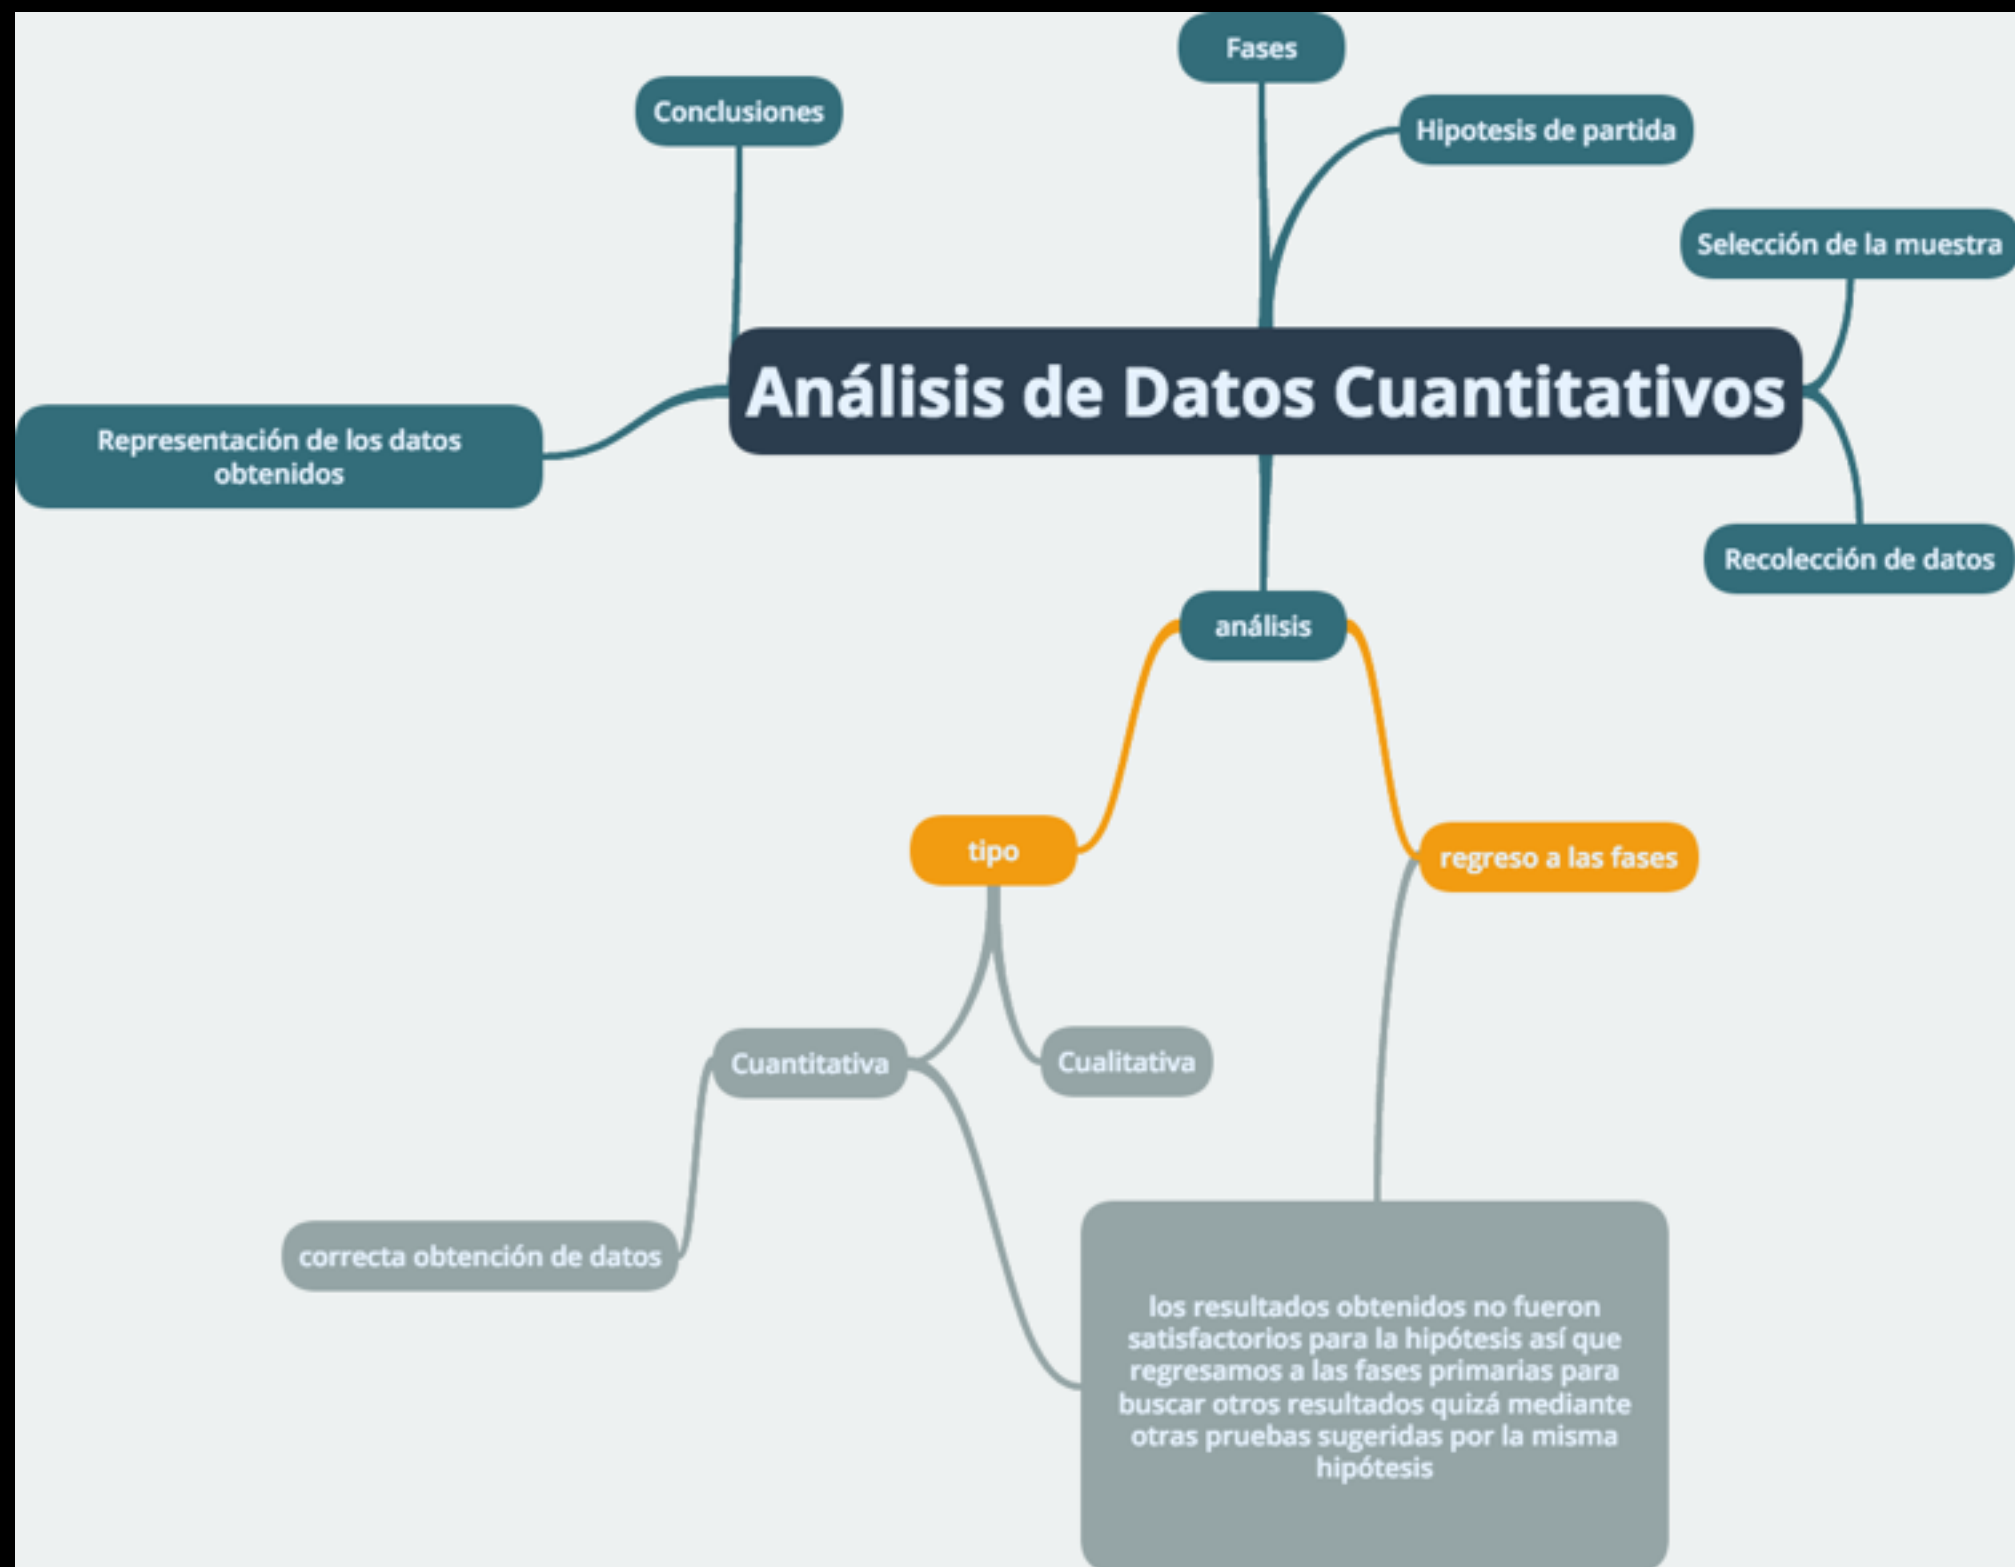 Fases
Conclusiones
Hipotesis de partida
Selección de la muestra
Análisis de Datos Cuantitativos
Representación de los datos
obtenidos
Recolección de datos
análisis
tipo
regreso a las fases
Cuantitativa
Cualitativa
correcta obtención de datos
los resultados obtenidos no fueron
satisfactorios para la hipótesis así que
regresamos a las fases primarias para
buscar otros resultados quizá mediante
otras pruebas sugeridas por la misma
hipótesis